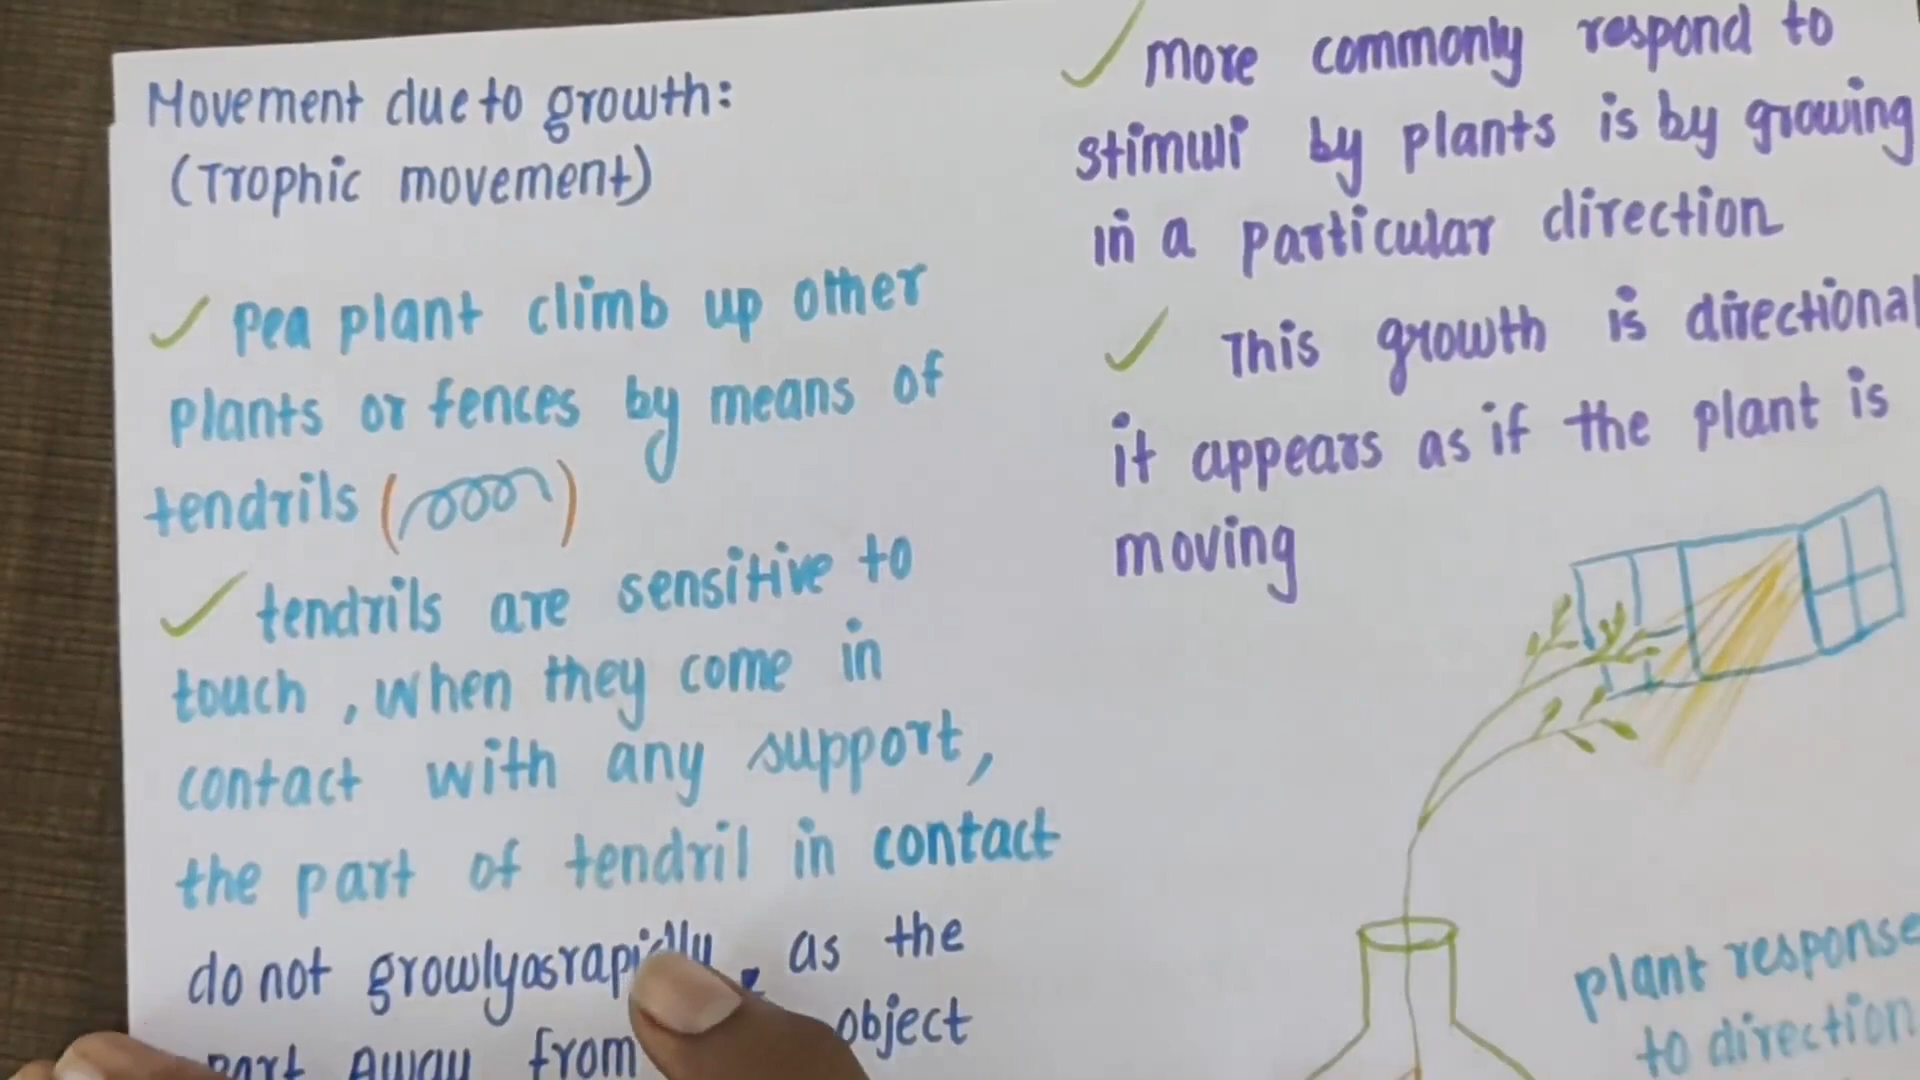 Movement due to growth:
(Trophic movement)
✓ Pea plant climb up other
plants or fences by means of
tendrils ( )
✓ tendrils are sensitive to
touch, when they come in
contact with any support,
the part of tendril in contact
do not growlyasrapidly, as the
part Away from object
✓ more commonly respond to
stimuli by plants is by growing
in a particular direction
✓ This growth is directional
it appears as if the plant is
moving
plant response
to direction